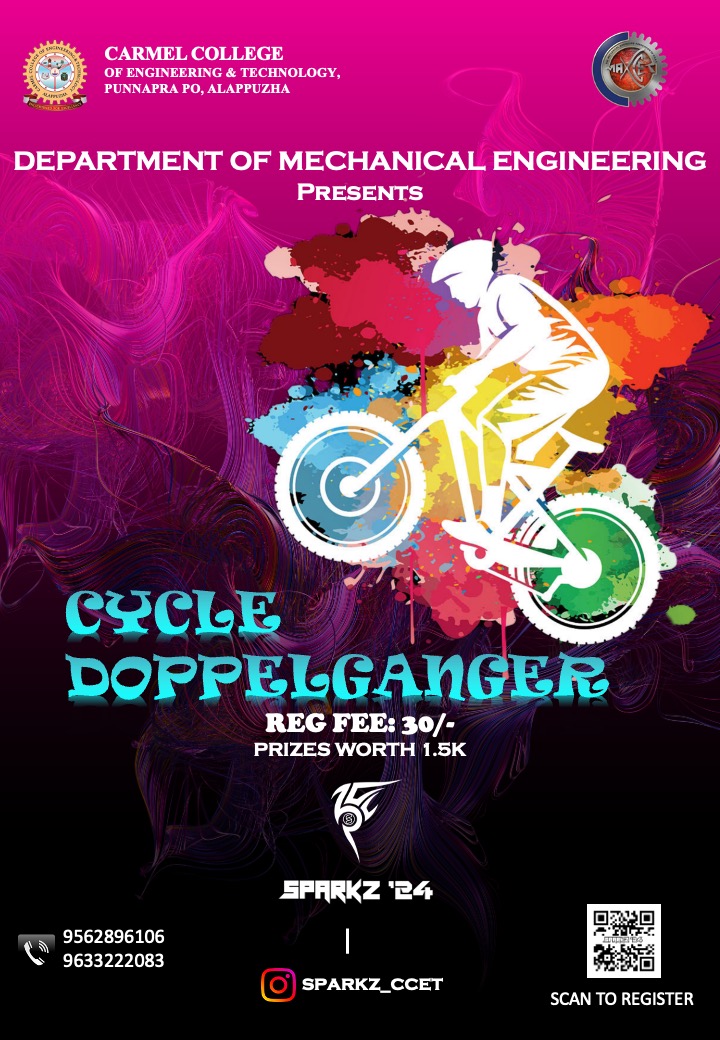 CARMEL COLLEGE
OF ENGINEERING & TECHNOLOGY,
PUNNAPRA PO, ALAPPUZHA
DEPARTMENT OF MECHANICAL ENGINEERING
PRESENTS
CYCLE
DOPPELGANGER
REG FEE: 30/-
PRIZES WORTH 1.5K
SPARKZ '24
9562896106
9633222083
SPARKZ_CCET
SCAN TO REGISTER